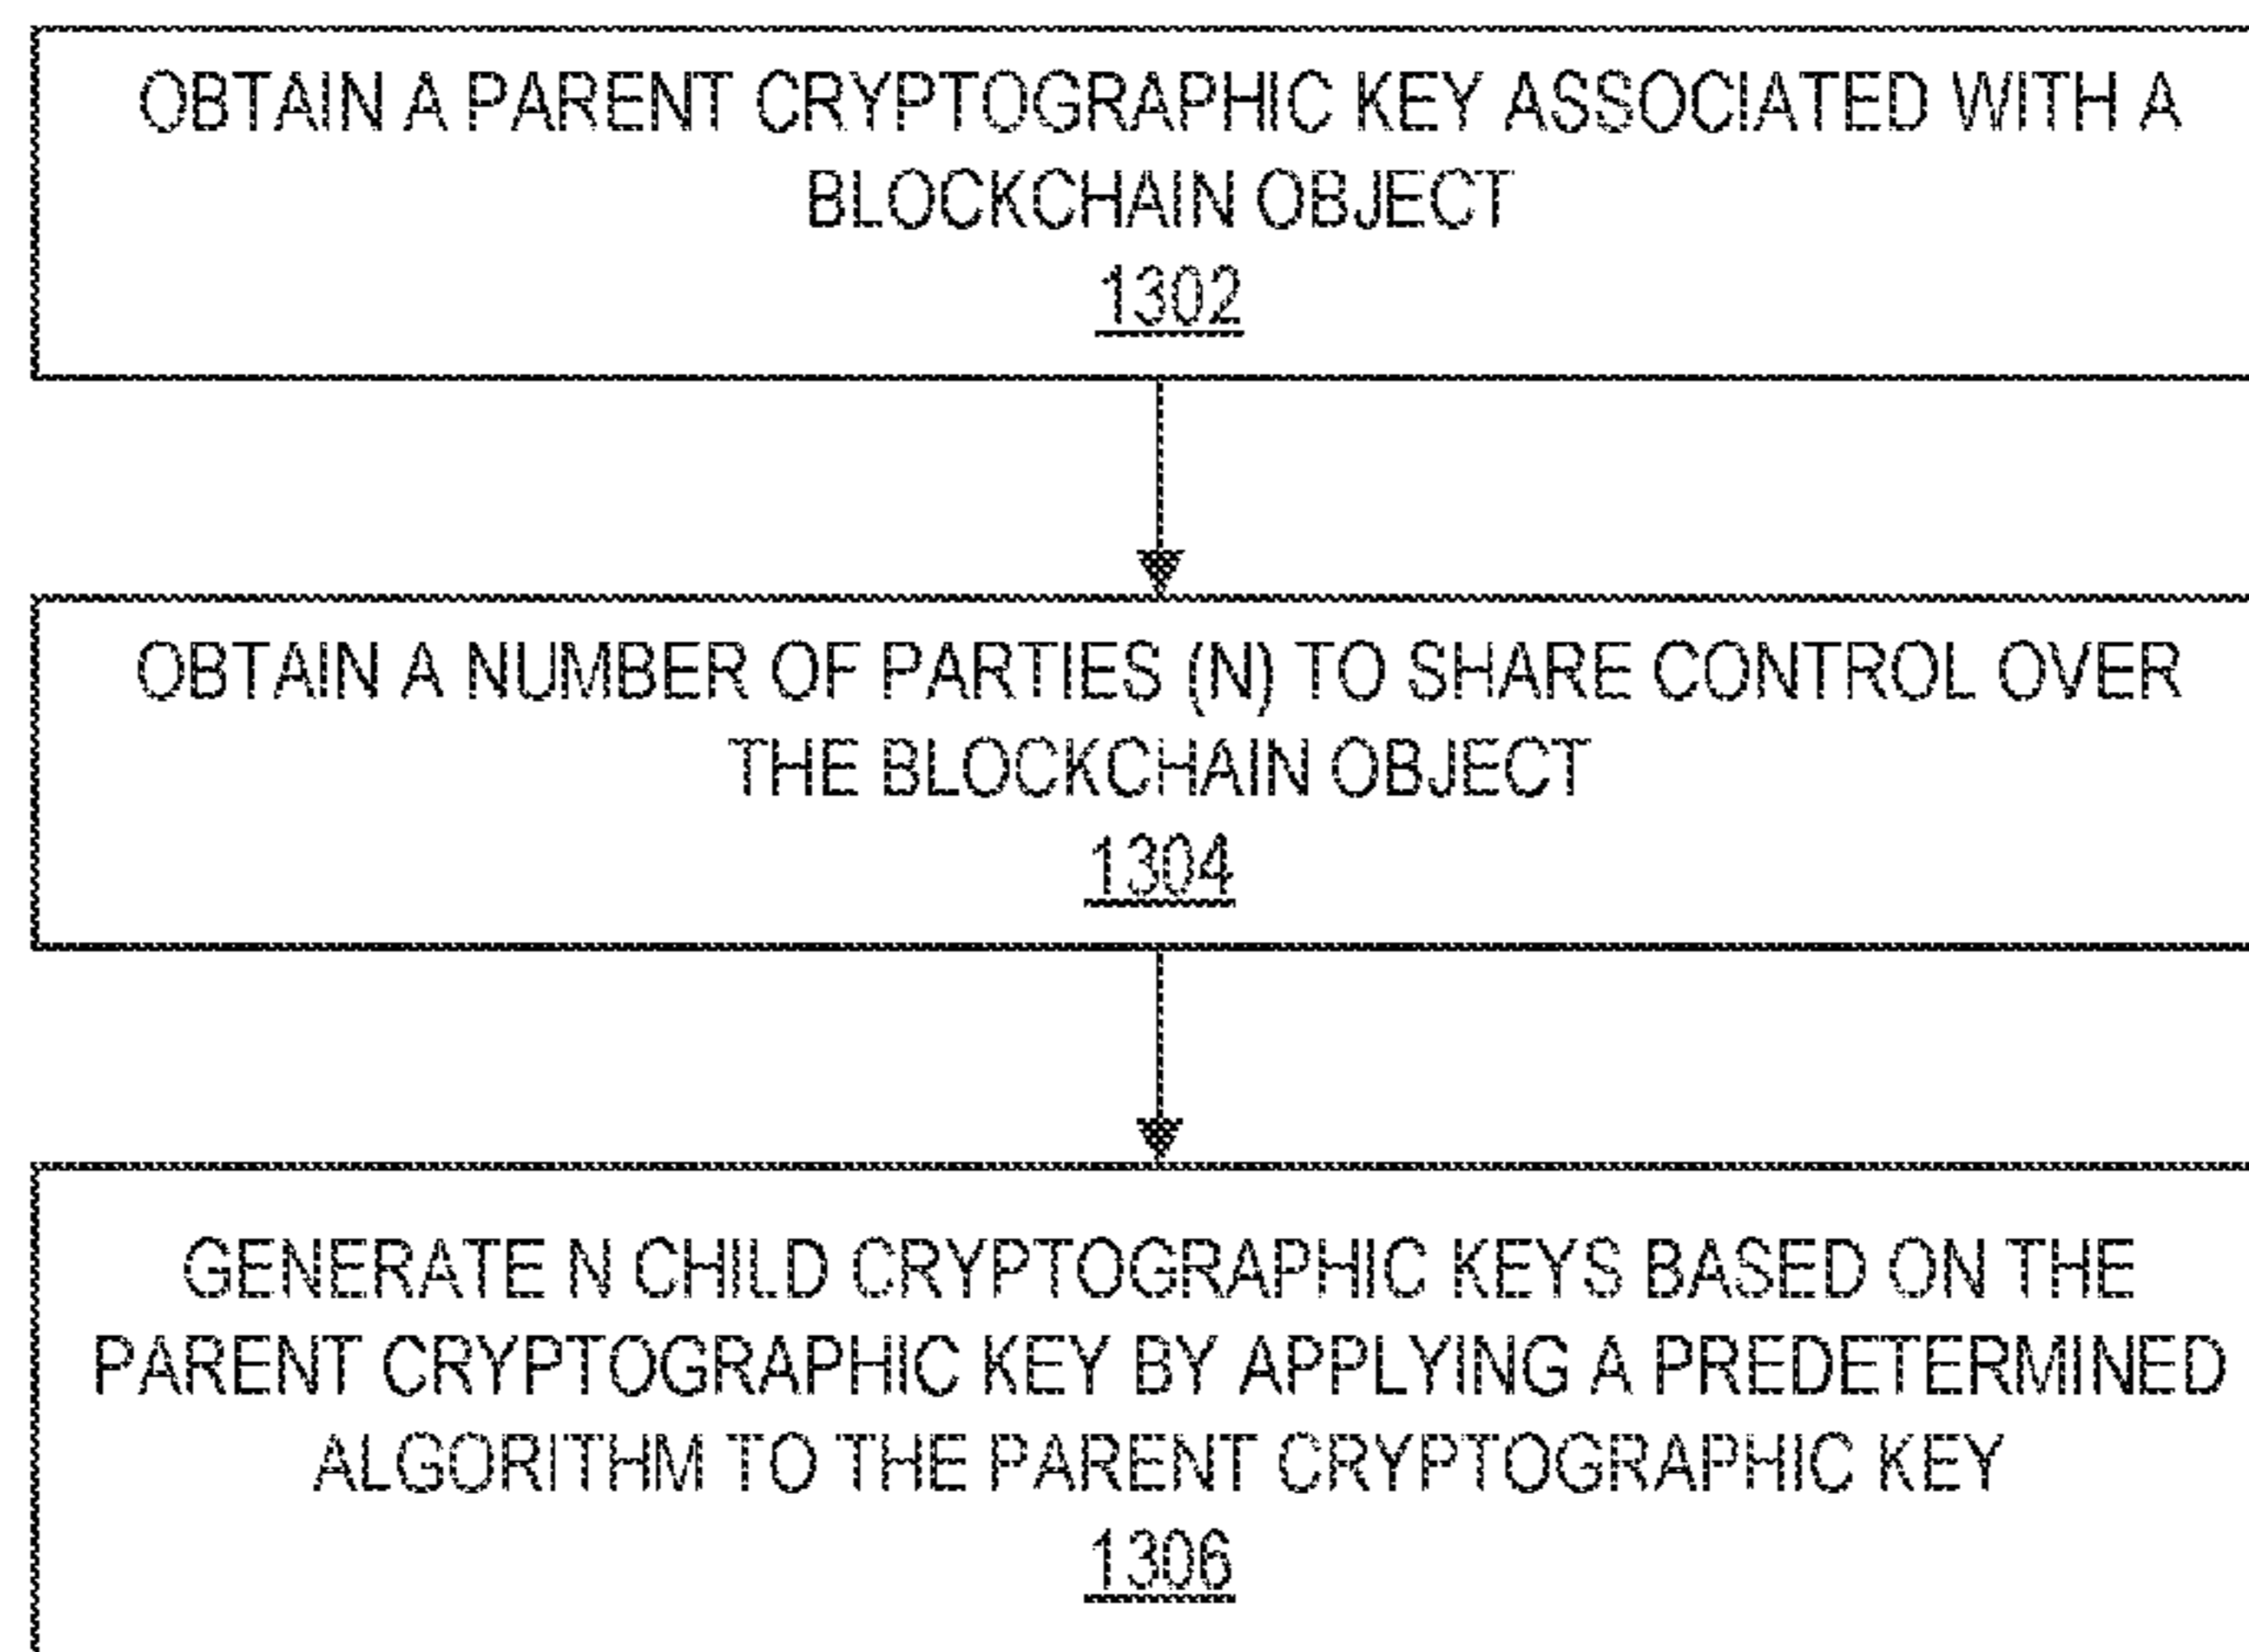 OBTAIN A PARENT CRYPTOGRAPHIC KEY ASSOCIATED WITH A
BLOCKCHAIN OBJECT
1302
OBTAIN A NUMBER OF PARTIES (N) TO SHARE CONTROL OVER
THE BLOCKCHAIN OBJECT
1304
GENERATE N CHILD CRYPTOGRAPHIC KEYS BASED ON THE
PARENT CRYPTOGRAPHIC KEY BY APPLYING A PREDETERMINED
ALGORITHM TO THE PARENT CRYPTOGRAPHIC KEY
1306